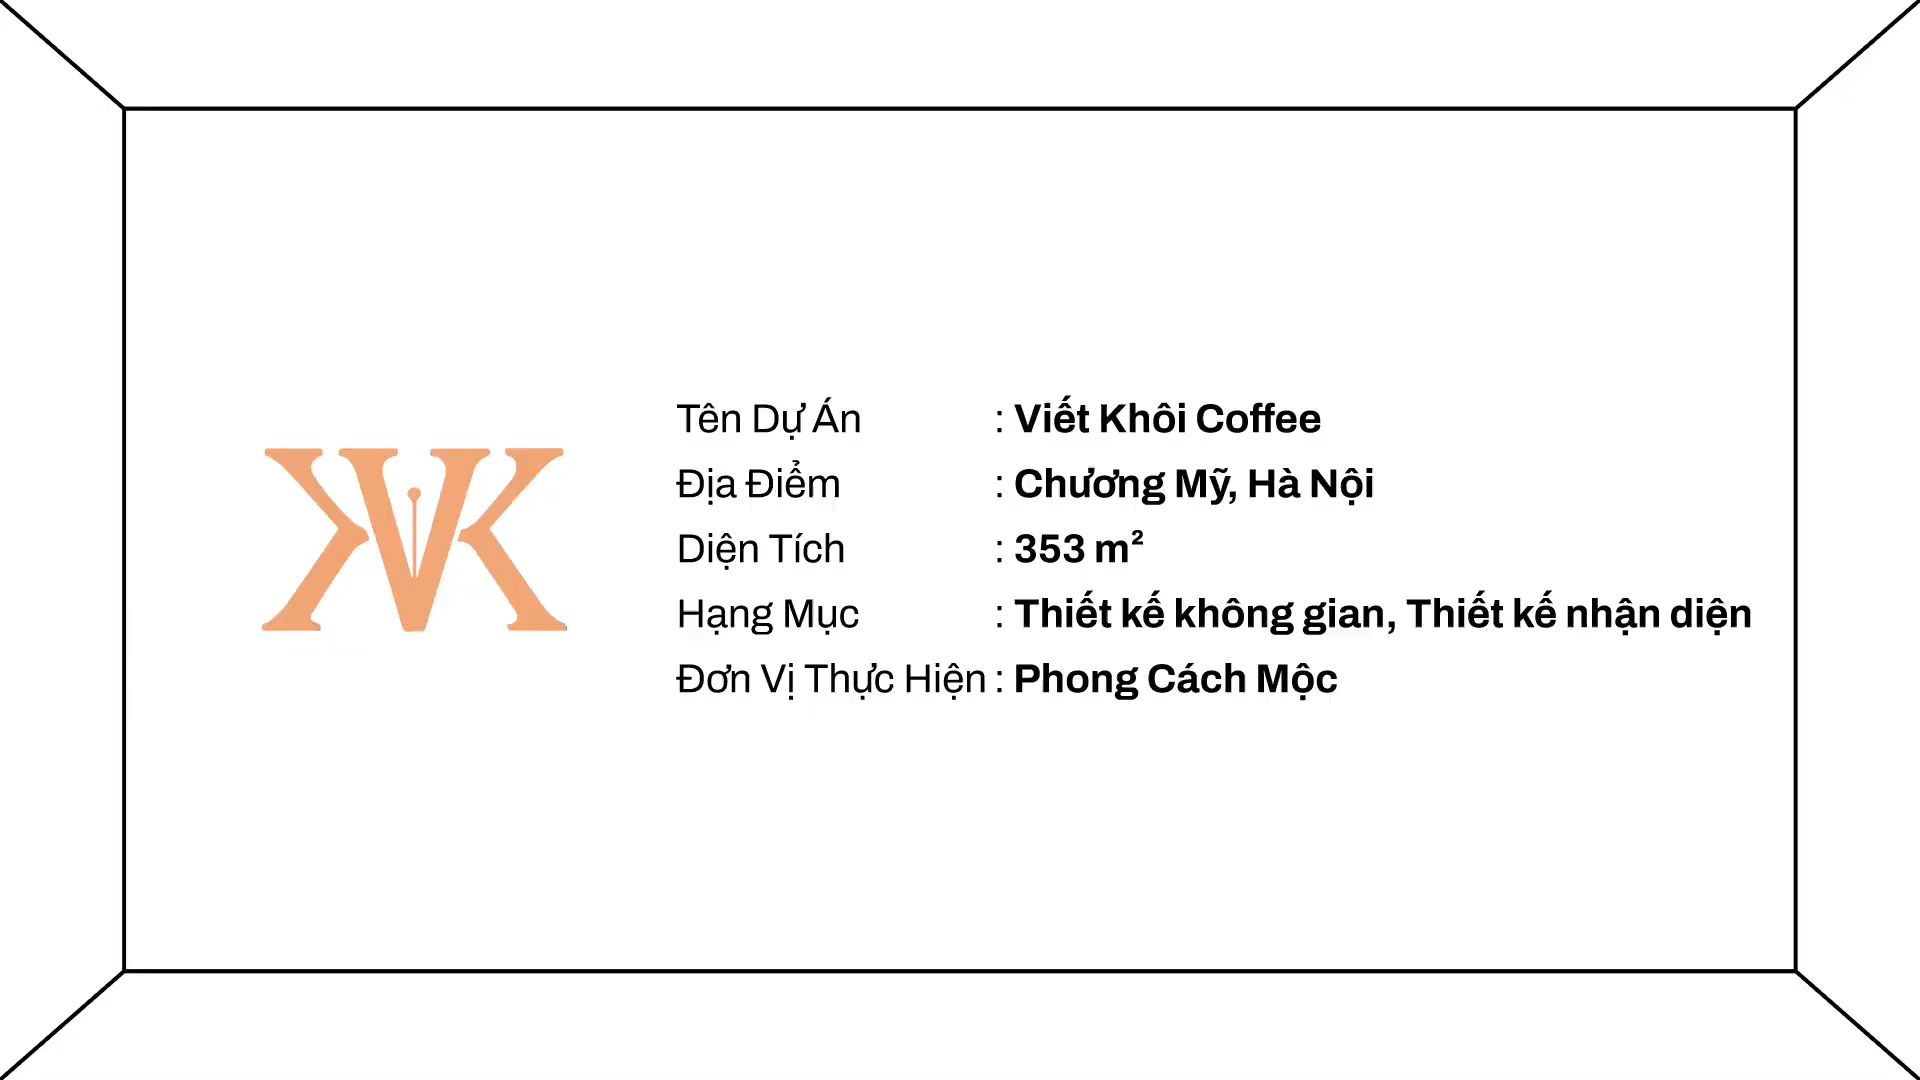 KVK
Tên Dự Án : Viết Khôi Coffee
Địa Điểm : Chương Mỹ, Hà Nội
Diện Tích : 353 m²
Hạng Mục : Thiết kế không gian, Thiết kế nhận diện
Đơn Vị Thực Hiện : Phong Cách Mộc